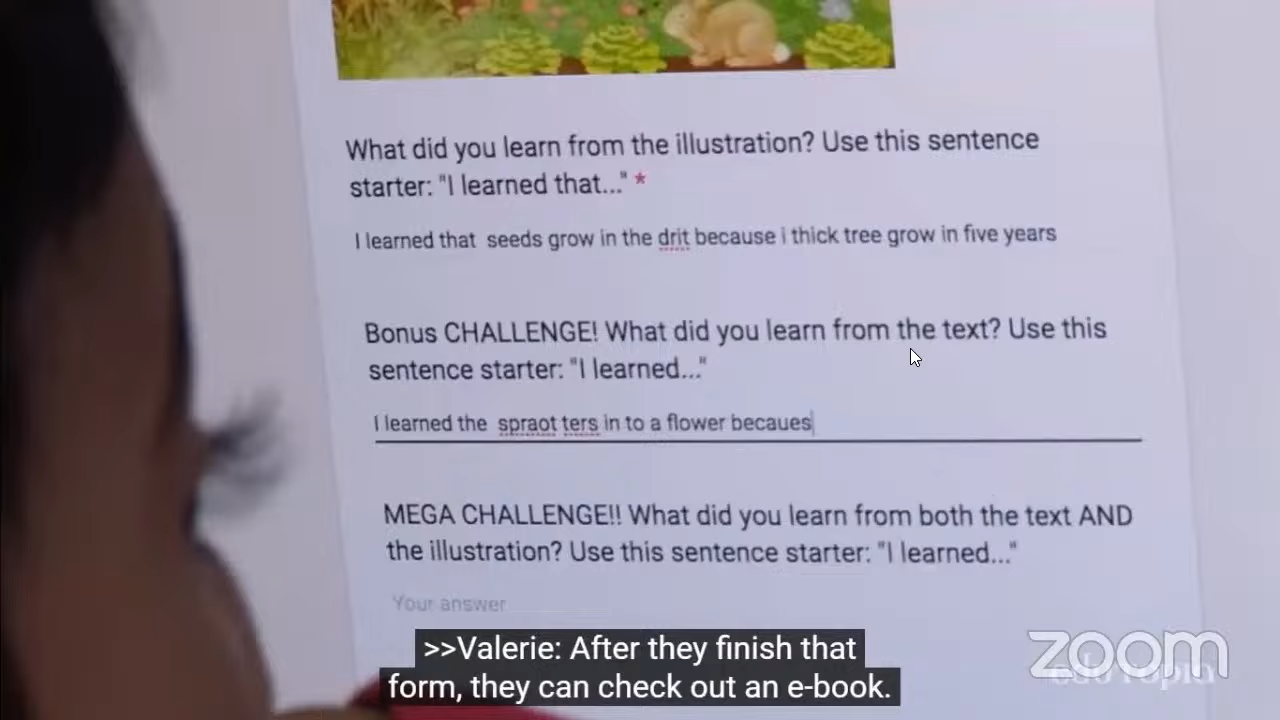 What did you learn from the illustration? Use this sentence
starter: "I learned that..." *
I learned that seeds grow in the drit because i thick tree grow in five years
Bonus CHALLENGE! What did you learn from the text? Use this
sentence starter: "I learned..."
I learned the spraot ters in to a flower becaues
MEGA CHALLENGE!! What did you learn from both the text AND
the illustration? Use this sentence starter: "I learned..."
Your answer
>>Valerie: After they finish that
form, they can check out an e-book.
zoom
edutopia